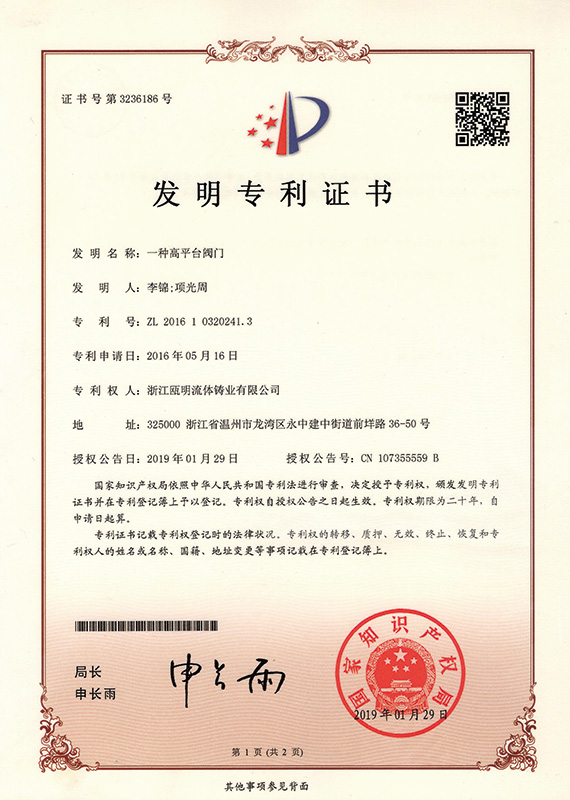 证书号第3236186号
发明专利证书
发明名称：一种高平台阀门
发明人：李锦;项光周
专利号：ZL 2016 1 0320241.3
专利申请日：2016年05月16日
专利权人：浙江瓯明流体铸业有限公司
地址：325000 浙江省温州市龙湾区永中建中街道前垟路36-50号
授权公告日：2019年01月29日 授权公告号：CN 107355559 B
国家知识产权局依照中华人民共和国专利法进行审查，决定授予专利权，颁发发明专利
证书并在专利登记簿上予以登记。专利权自授权公告之日起生效。专利权期限为二十年，自
申请日起算。
专利证书记载专利权登记时的法律状况。专利权的转移、质押、无效、终止、恢复和专
利权人的姓名或名称、国籍、地址变更等事项记载在专利登记簿上。
局长
申长雨
申长雨
国家知识产权局
2019年01月29日
第1页(共2页)
其他事项参见背面